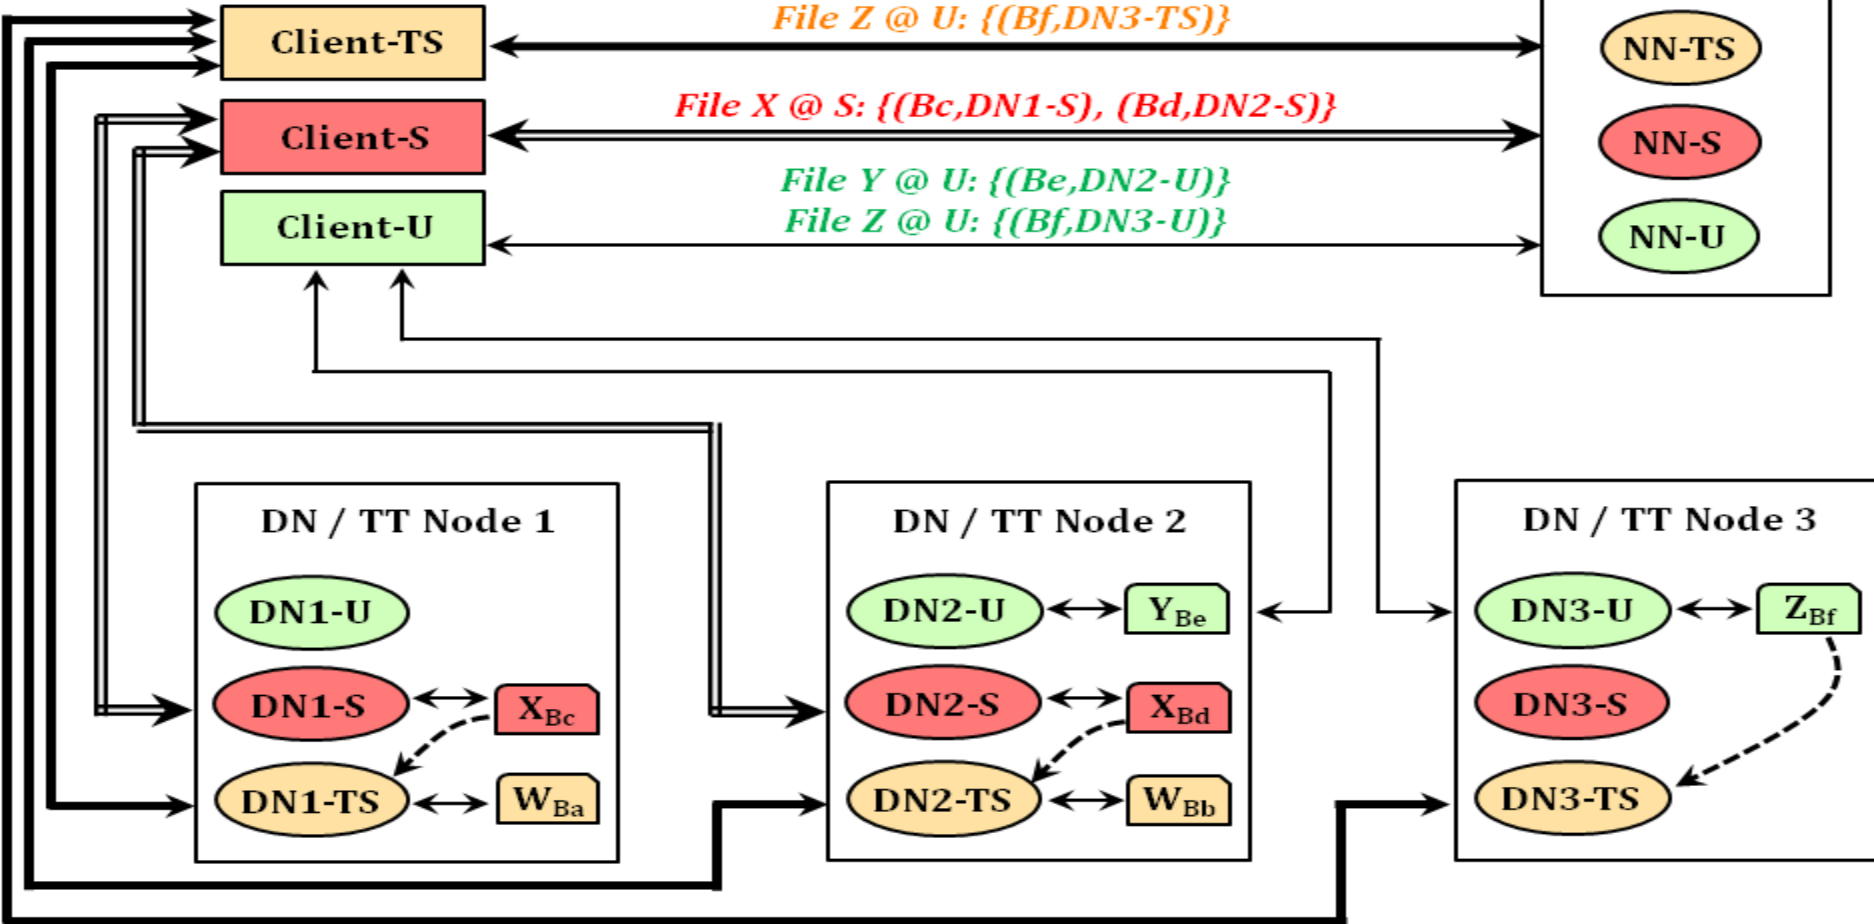 File Z @ U: {(Bf,DN3-TS)}
Client-TS
NN-TS
File X @ S: {(Bc,DN1-S), (Bd,DN2-S)}
Client-S
NN-S
File Y @ U: {(Be,DN2-U)}
File Z @ U: {(Bf,DN3-U)}
Client-U
NN-U
DN / TT Node 1
DN1-U
DN1-S
XBc
DN1-TS
WBa
DN / TT Node 2
DN2-U
YBe
DN2-S
XBd
DN2-TS
WBb
DN / TT Node 3
DN3-U
ZBf
DN3-S
DN3-TS